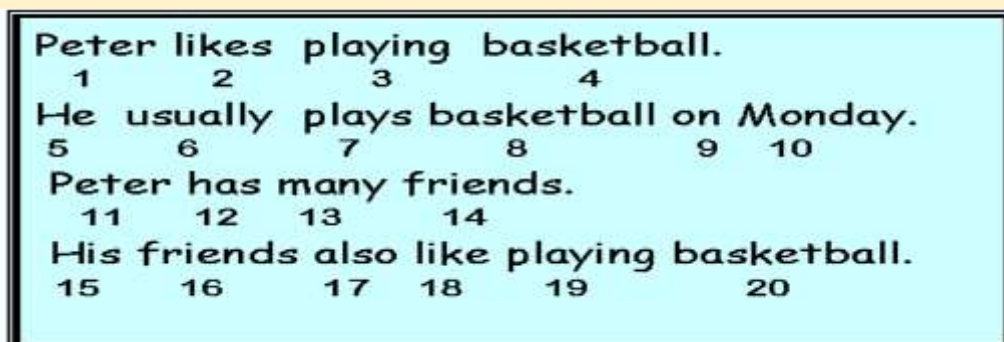 Peter likes playing basketball.
1 2 3 4
He usually plays basketball on Monday.
5 6 7 8 9 10
Peter has many friends.
11 12 13 14
His friends also like playing basketball.
15 16 17 18 19 20